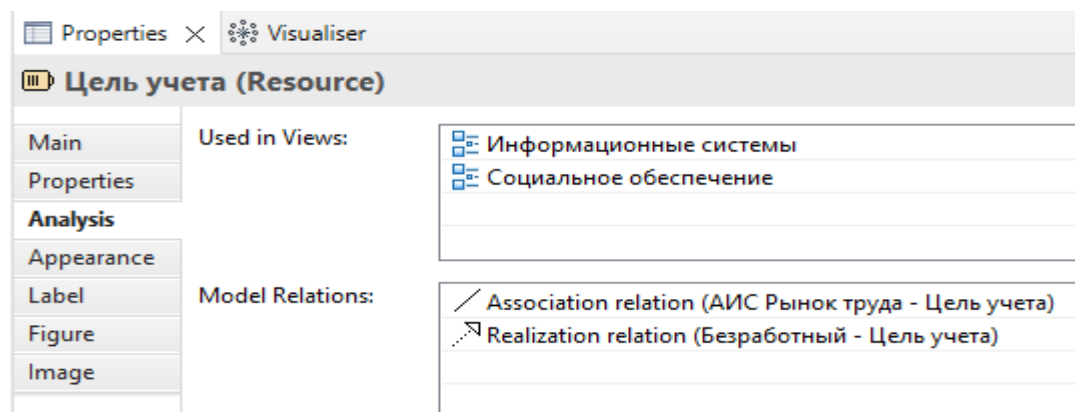 Properties Visualiser
Цель учета (Resource)
Main
Properties
Analysis
Appearance
Label
Figure
Image
Used in Views:
Информационные системы
Социальное обеспечение
Model Relations:
Association relation (АИС Рынок труда - Цель учета)
Realization relation (Безработный - Цель учета)